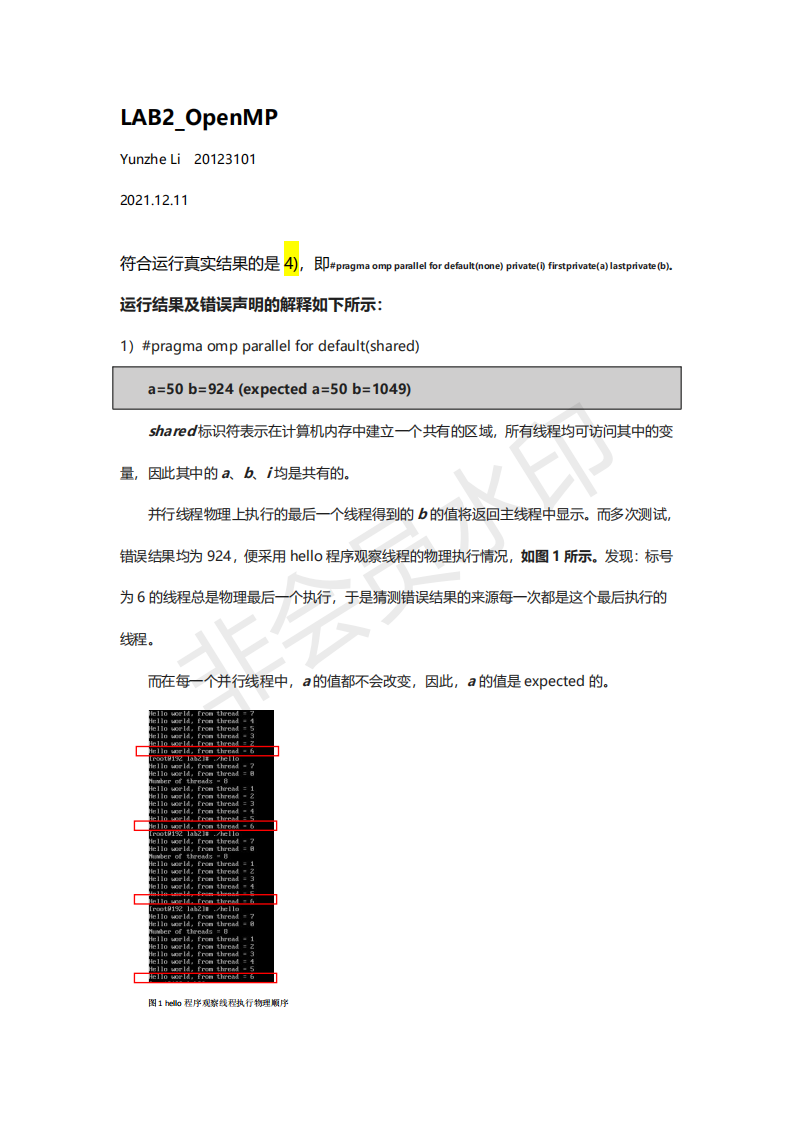 LAB2_OpenMP
Yunzhe Li 20123101
2021.12.11
符合运行真实结果的是 4)，即#pragma omp parallel for default(none) private(i) firstprivate(a) lastprivate(b)。
运行结果及错误声明的解释如下所示：
1）#pragma omp parallel for default(shared)
a=50 b=924 (expected a=50 b=1049)
shared 标识符表示在计算机内存中建立一个共有的区域，所有线程均可访问其中的变
量，因此其中的 a、b、i 均是共有的。
并行线程物理上执行的最后一个线程得到的 b 的值将返回主线程中显示。而多次测试，
错误结果均为 924，便采用 hello 程序观察线程的物理执行情况，如图 1 所示。发现：标号
为 6 的线程总是物理最后一个执行，于是猜测错误结果的来源每一次都是这个最后执行的
线程。
而在每一个并行线程中，a 的值都不会改变，因此，a 的值是 expected 的。
Hello world, from thread = 7
Hello world, from thread = 4
Hello world, from thread = 5
Hello world, from thread = 3
Hello world, from thread = 2
Hello world, from thread = 6
[root@192 lab2]# ./hello
Hello world, from thread = 7
Hello world, from thread = 0
Number of threads = 8
Hello world, from thread = 1
Hello world, from thread = 2
Hello world, from thread = 3
Hello world, from thread = 4
Hello world, from thread = 5
Hello world, from thread = 6
[root@192 lab2]# ./hello
Hello world, from thread = 7
Hello world, from thread = 0
Number of threads = 8
Hello world, from thread = 1
Hello world, from thread = 2
Hello world, from thread = 3
Hello world, from thread = 4
Hello world, from thread = 5
Hello world, from thread = 6
[root@192 lab2]# ./hello
Hello world, from thread = 7
Hello world, from thread = 0
Number of threads = 8
Hello world, from thread = 1
Hello world, from thread = 2
Hello world, from thread = 3
Hello world, from thread = 4
Hello world, from thread = 5
Hello world, from thread = 6
图 1 hello 程序观察线程执行物理顺序
非会员水印